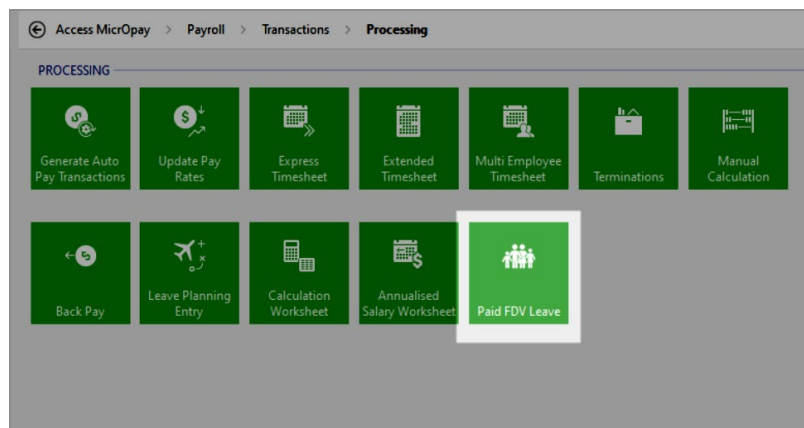 Access MicrOpay > Payroll > Transactions > Processing
PROCESSING
Generate Auto
Pay Transactions
Update Pay
Rates
Express
Timesheet
Extended
Timesheet
Multi Employee
Timesheet
Terminations
Manual
Calculation
Back Pay
Leave Planning
Entry
Calculation
Worksheet
Annualised
Salary Worksheet
Paid FDV Leave